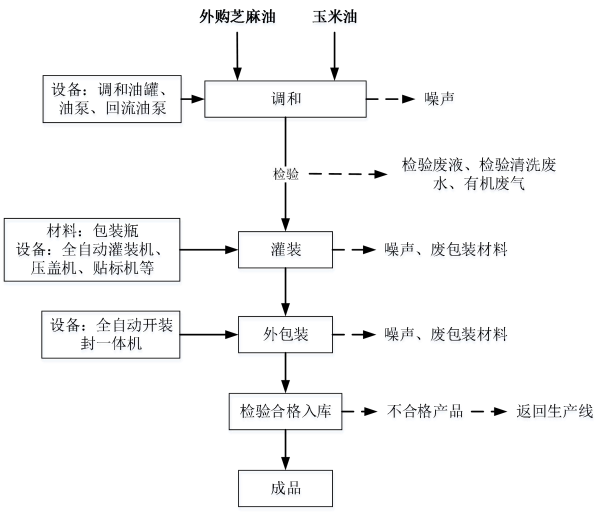 外购芝麻油
玉米油
设备：调和油罐、
油泵、回流油泵
调和
噪声
检验
检验废液、检验清洗废
水、有机废气
材料：包装瓶
设备：全自动灌装机、
压盖机、贴标机等
灌装
噪声、废包装材料
设备：全自动开装
封一体机
外包装
噪声、废包装材料
检验合格入库
不合格产品
返回生产线
成品